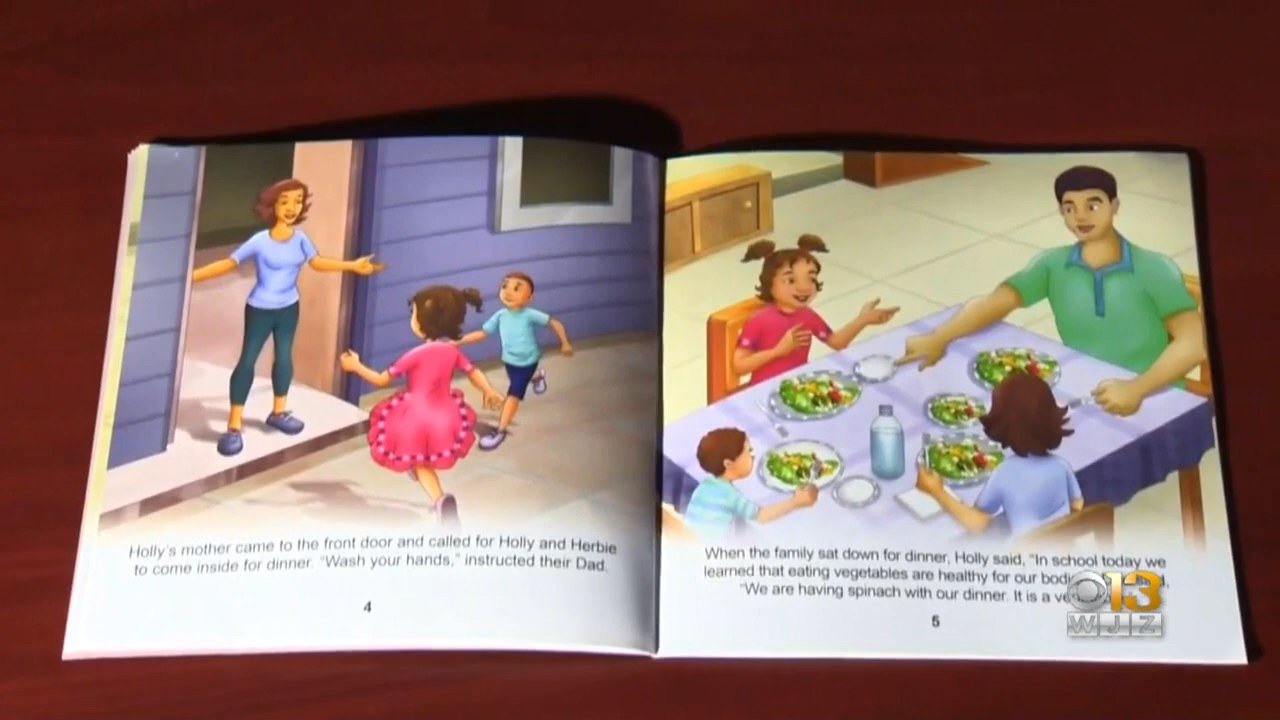 Holly's mother came to the front door and called for Holly and Herbie
to come inside for dinner. "Wash your hands," instructed their Dad.
4
When the family sat down for dinner, Holly said, "In school today we
learned that eating vegetables are healthy for our
"We are having spinach with our dinner. It is a
5
13
WJZ